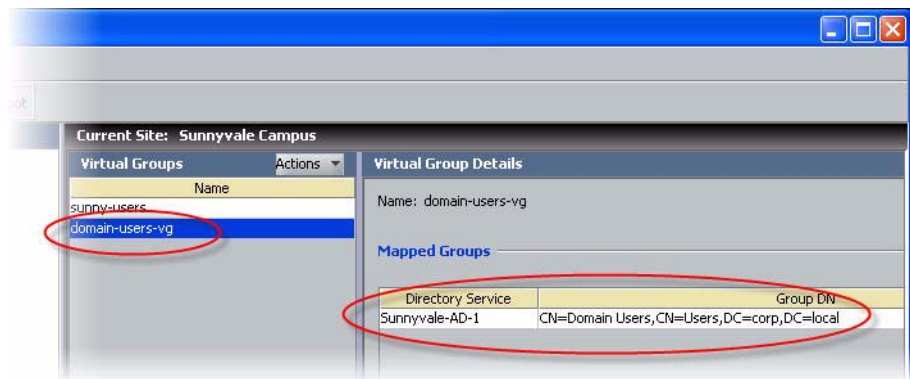 Current Site: Sunnyvale Campus
Virtual Groups
Actions
Name
sunny-users
domain-users-vg
Virtual Group Details
Name: domain-users-vg
Mapped Groups
Directory Service Group DN
Sunnyvale-AD-1 CN=Domain Users,CN=Users,DC=corp,DC=local